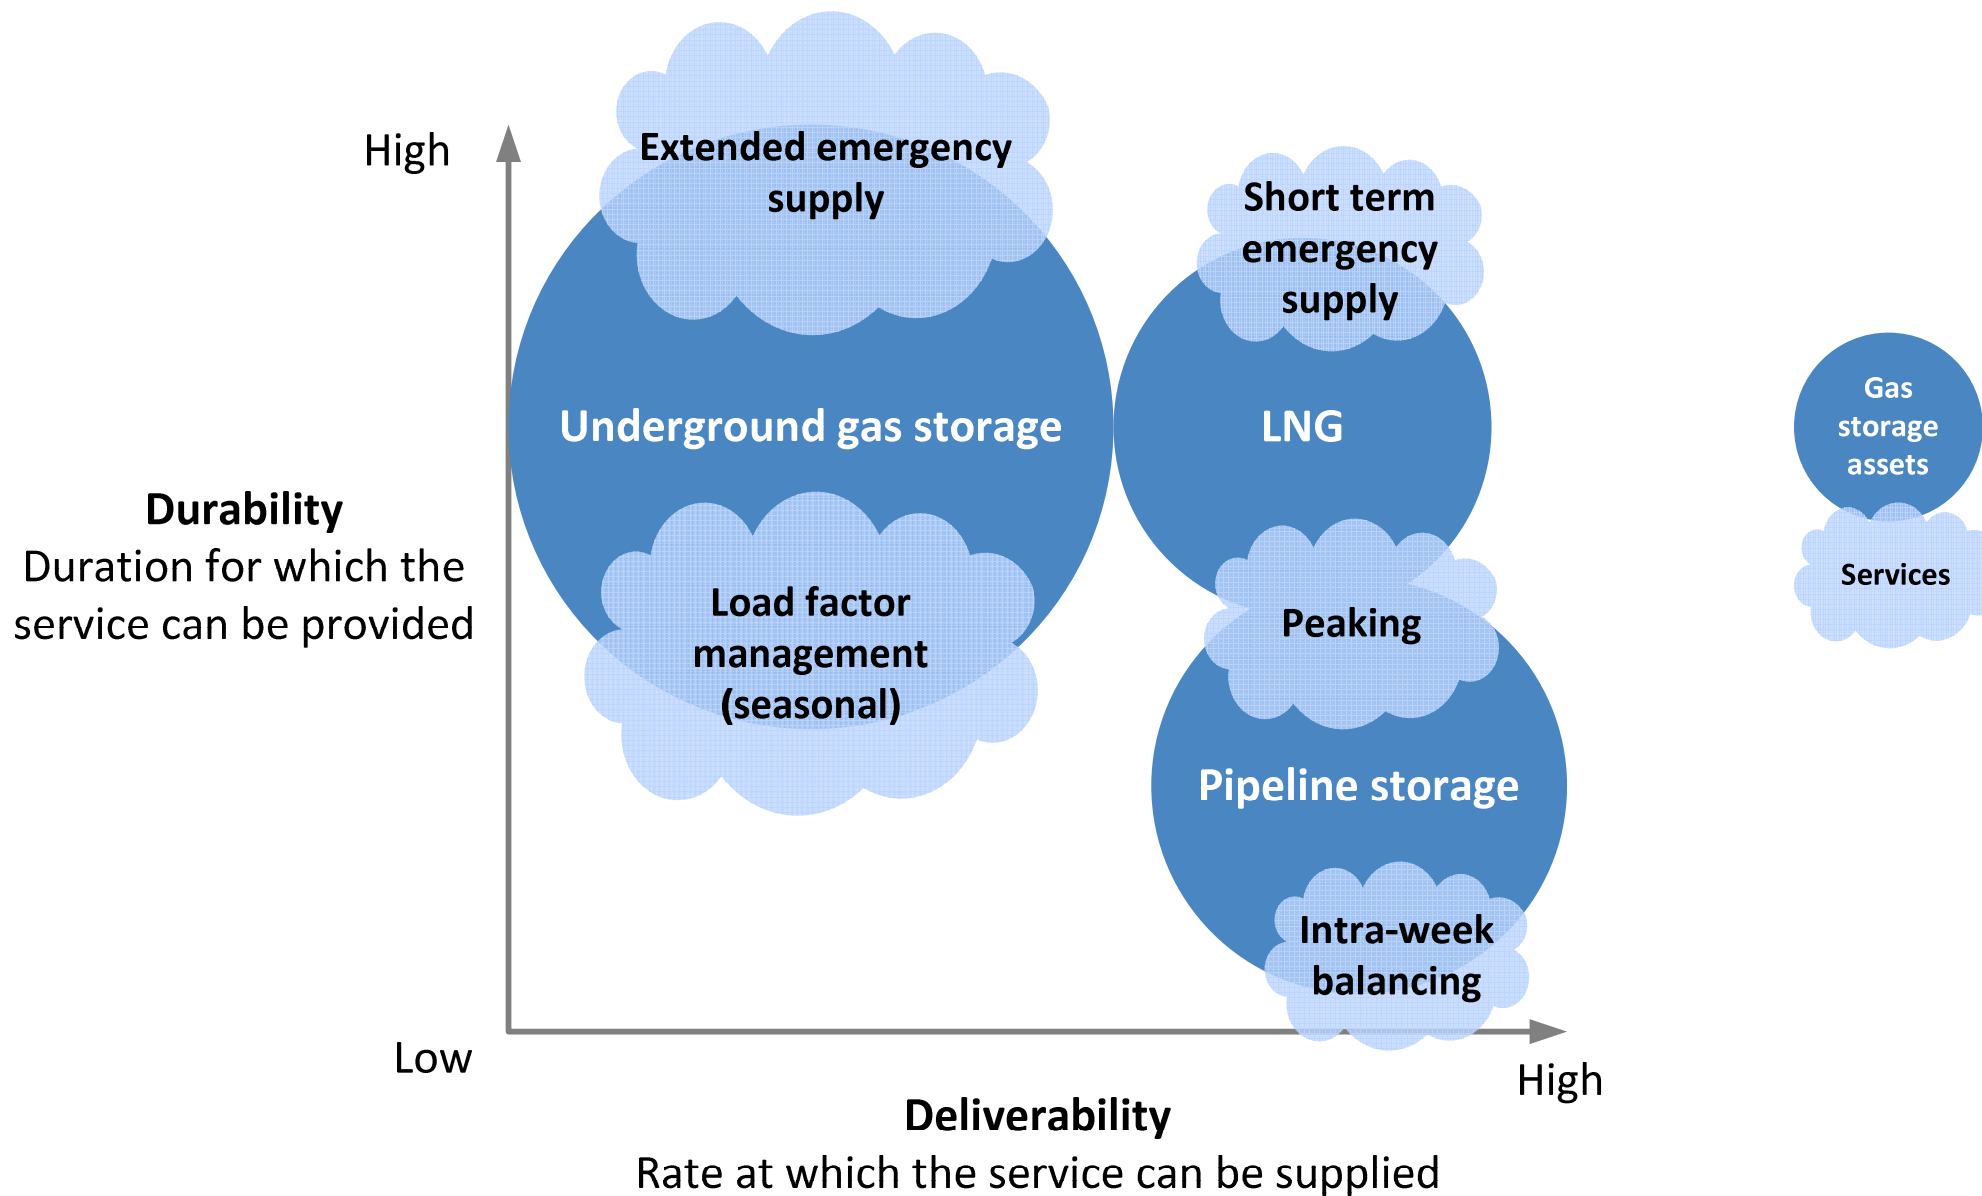 High
Extended emergency
supply
Short term
emergency
supply
Underground gas storage
LNG
Gas
storage
assets
Services
Durability
Duration for which the
service can be provided
Load factor
management
(seasonal)
Peaking
Pipeline storage
Intra-week
balancing
Low
High
Deliverability
Rate at which the service can be supplied